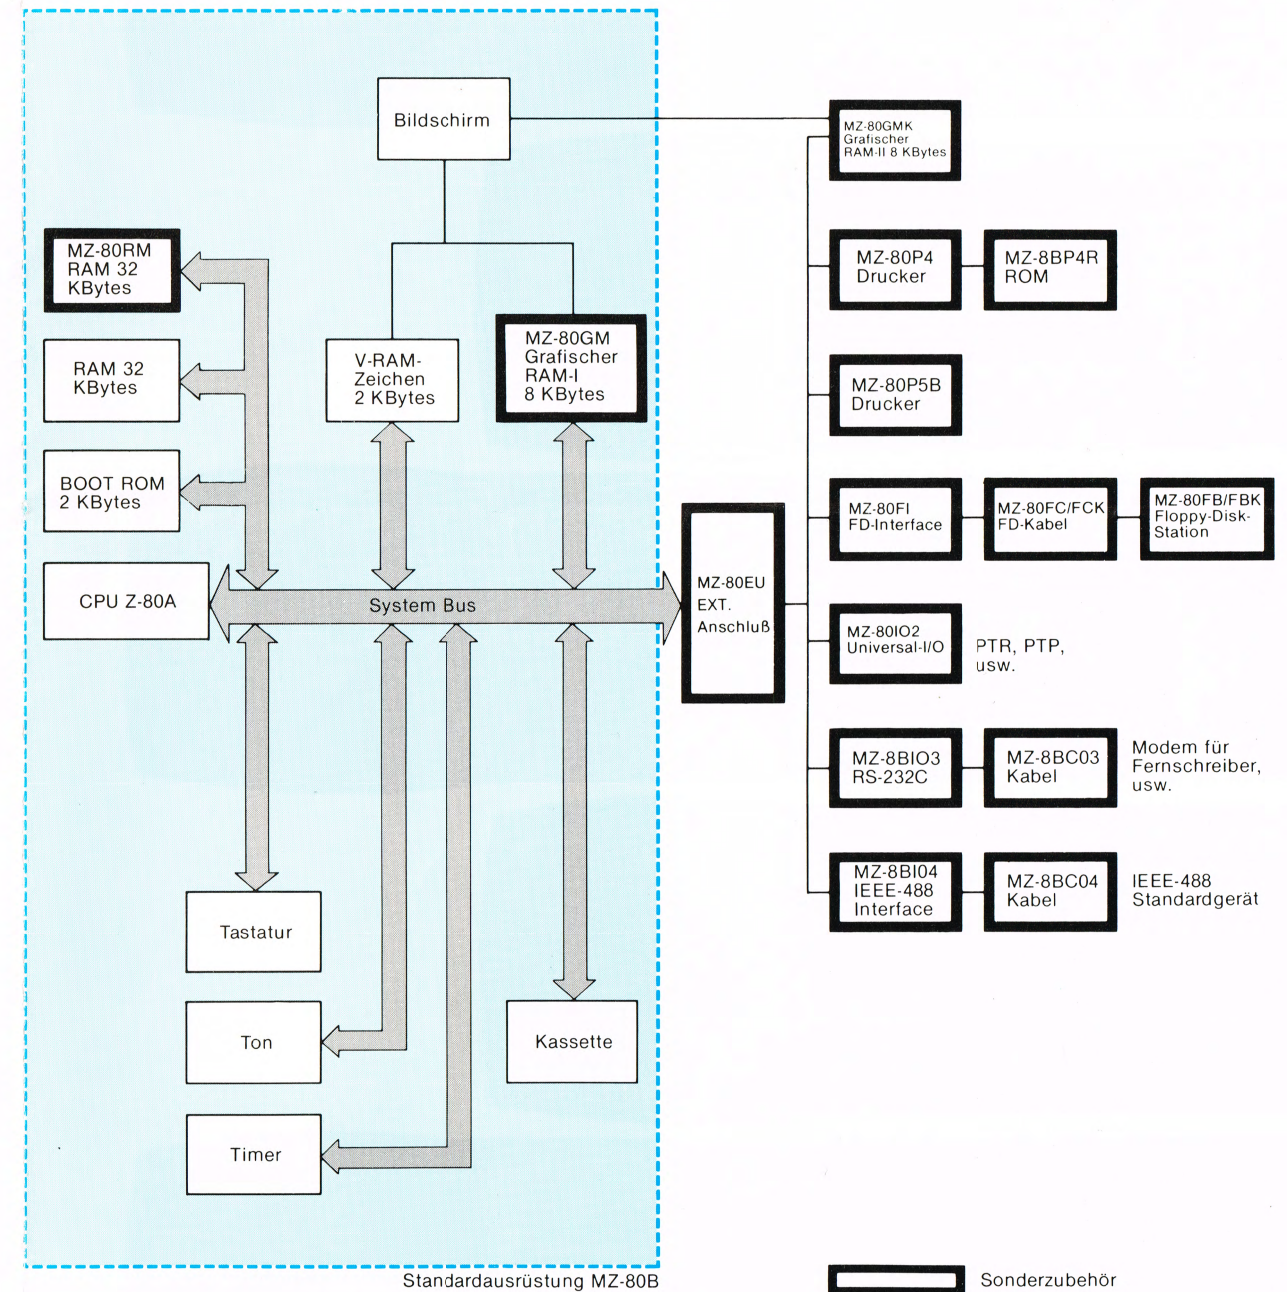 Bildschirm
MZ-80GMK
Grafischer
RAM-II 8 KBytes
MZ-80RM
RAM 32
KBytes
MZ-80P4
Drucker
MZ-8BP4R
ROM
RAM 32
KBytes
V-RAM-
Zeichen
2 KBytes
MZ-80GM
Grafischer
RAM-I
8 KBytes
MZ-80P5B
Drucker
BOOT ROM
2 KBytes
MZ-80FI
FD-Interface
MZ-80FC/FCK
FD-Kabel
MZ-80FB/FBK
Floppy-Disk-
Station
CPU Z-80A
System Bus
MZ-80EU
EXT.
Anschluß
MZ-80IO2
Universal-I/O
PTR, PTP,
usw.
MZ-8BIO3
RS-232C
MZ-8BC03
Kabel
Modem für
Fernschreiber,
usw.
MZ-8BI04
IEEE-488
Interface
MZ-8BC04
Kabel
IEEE-488
Standardgerät
Tastatur
Ton
Kassette
Timer
Standardausrüstung MZ-80B
Sonderzubehör